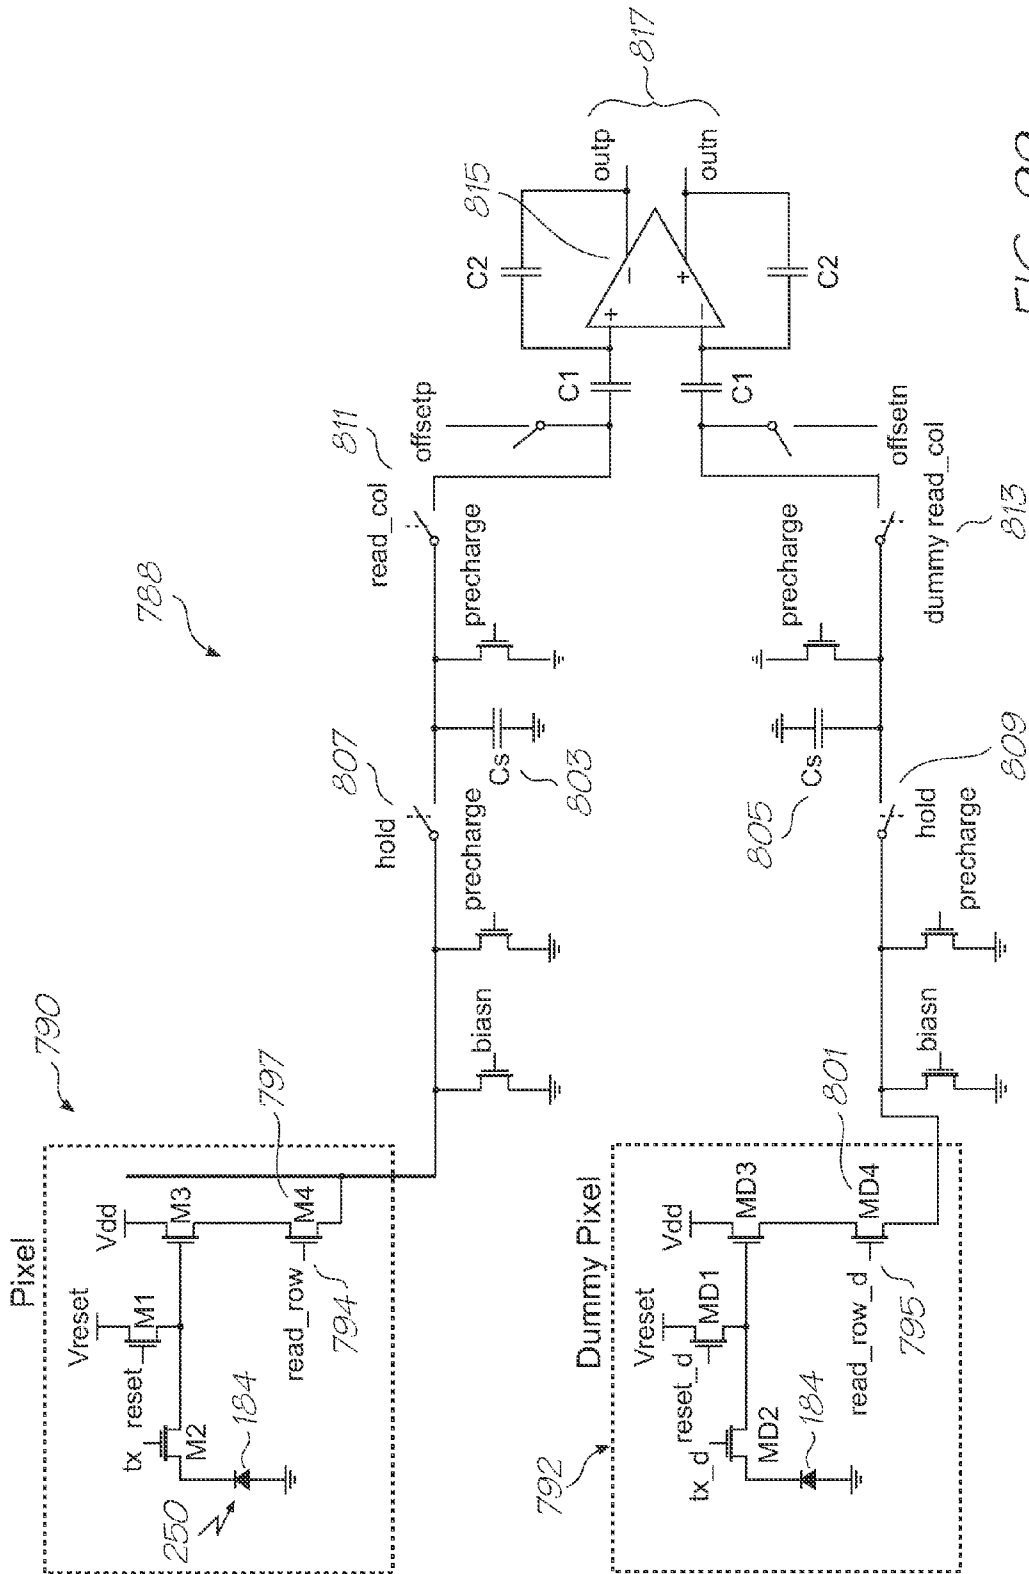 Pixel
790
Vreset
Vdd
tx
reset
M1
M2
M3
M4
797
184
250
read_row
794
788
807
hold
biasn
precharge
Cs
803
precharge
811
read_col
offsetp
C1
C2
815
outp
817
+
−
−
+
outn
C1
C2
Dummy Pixel
792
Vreset
Vdd
tx_d
reset_d
MD1
MD2
MD3
MD4
801
184
read_row_d
795
biasn
precharge
hold
809
805
Cs
precharge
dummy read_col
813
offsetn